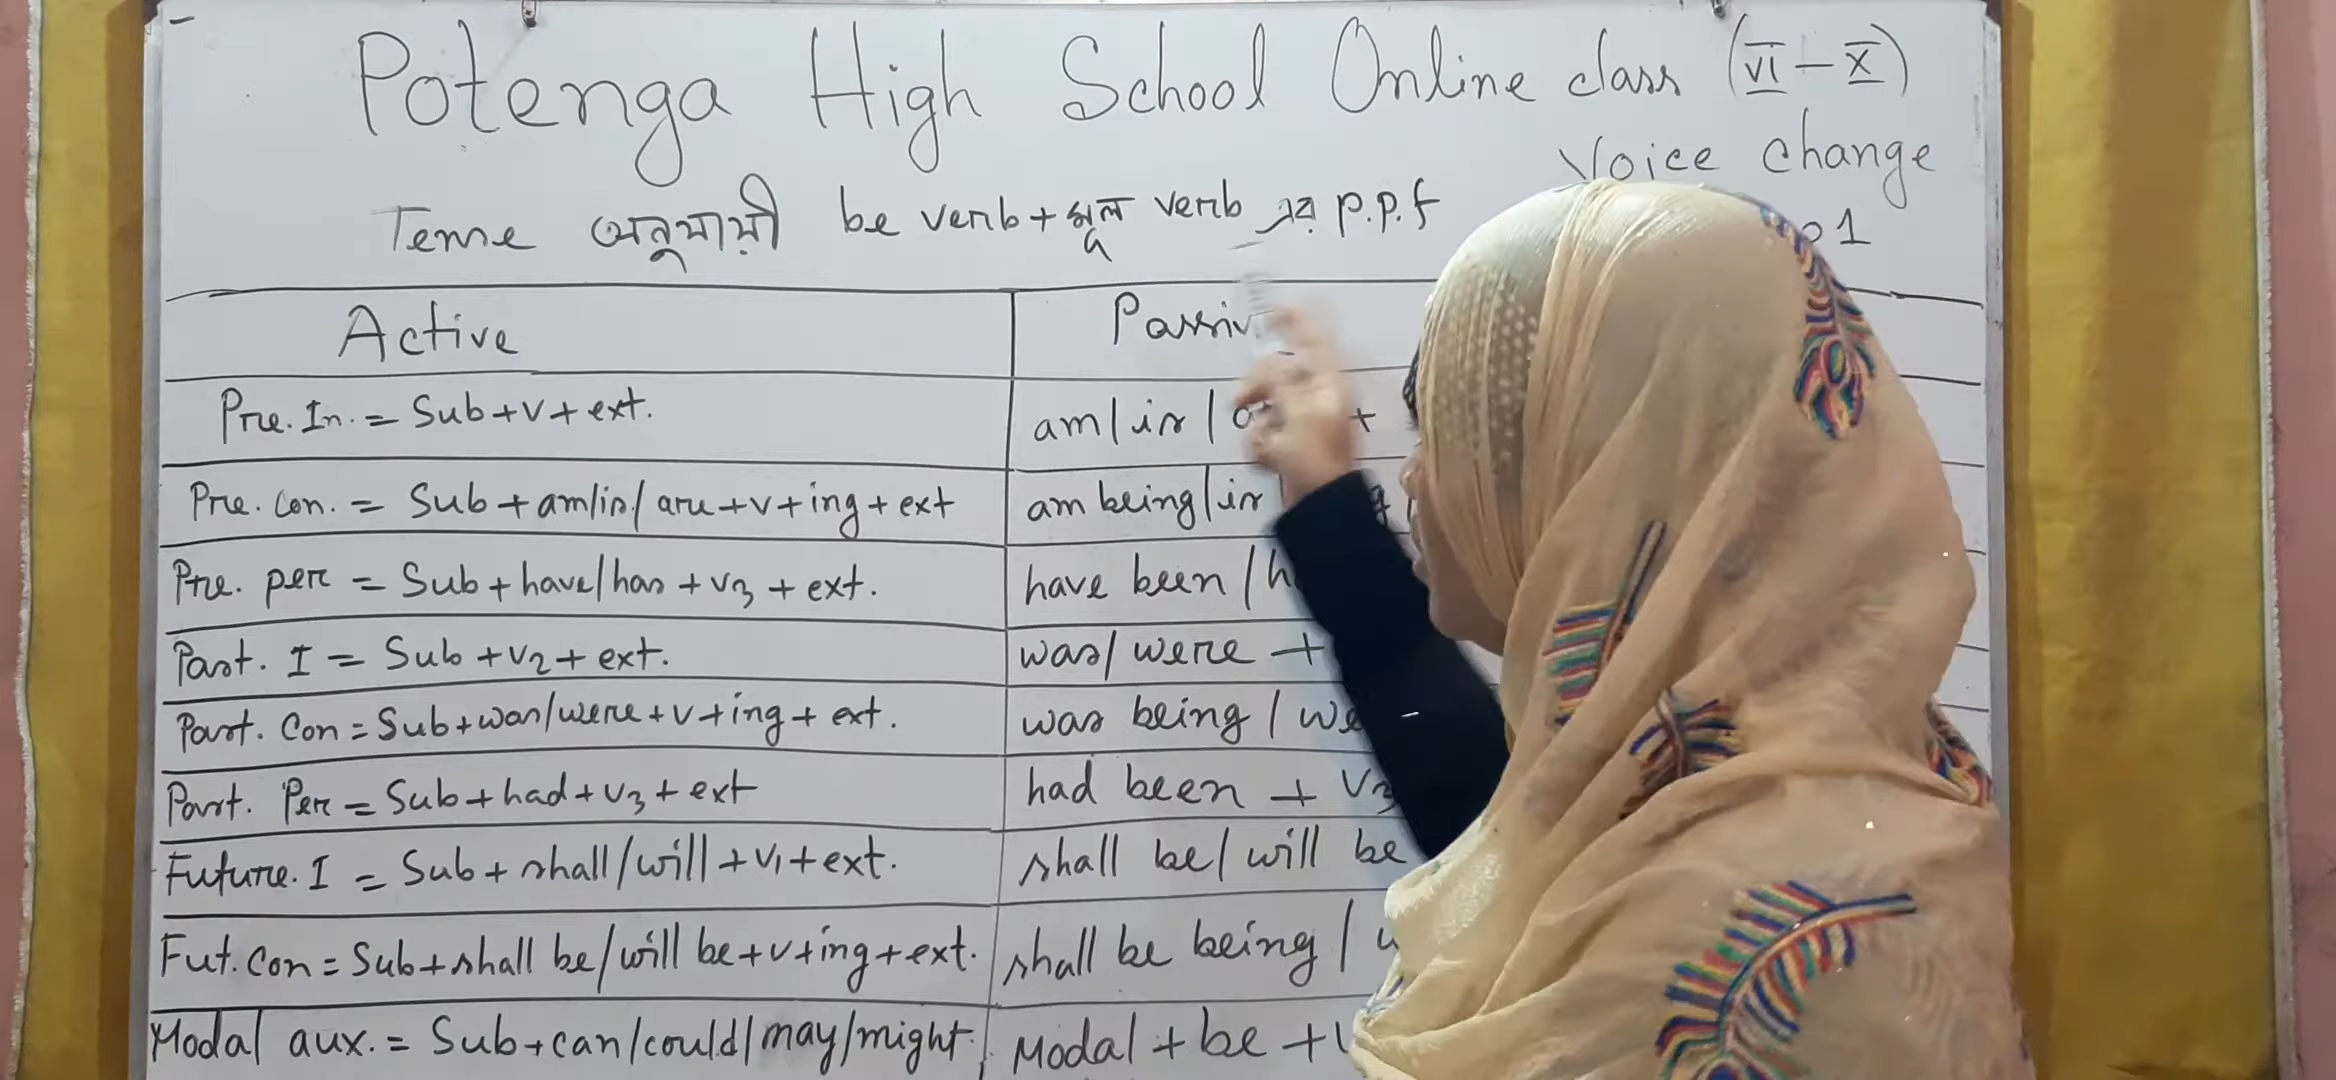 Potenga High School Online class (VI – X)
Voice change
Tense অনুযায়ী be verb + মূল verb এর p.p.f
1
Active Passiv
Pre. In. = Sub + v + ext. am / is / +
Pre. con. = Sub + am/is/ are + v + ing + ext am being / is
Pre. per = Sub + have/has + v3 + ext. have been /
Past. I = Sub + v2 + ext. was/ were +
Past. Con = Sub + was/were + v + ing + ext. was being /
Past. Per = Sub + had + v3 + ext had been + V3
Future. I = Sub + shall / will + v1 + ext. shall be / will be
Fut. Con = Sub + shall be / will be + v + ing + ext. shall be being /
Modal aux. = Sub + can / could / may / might. Modal + be +